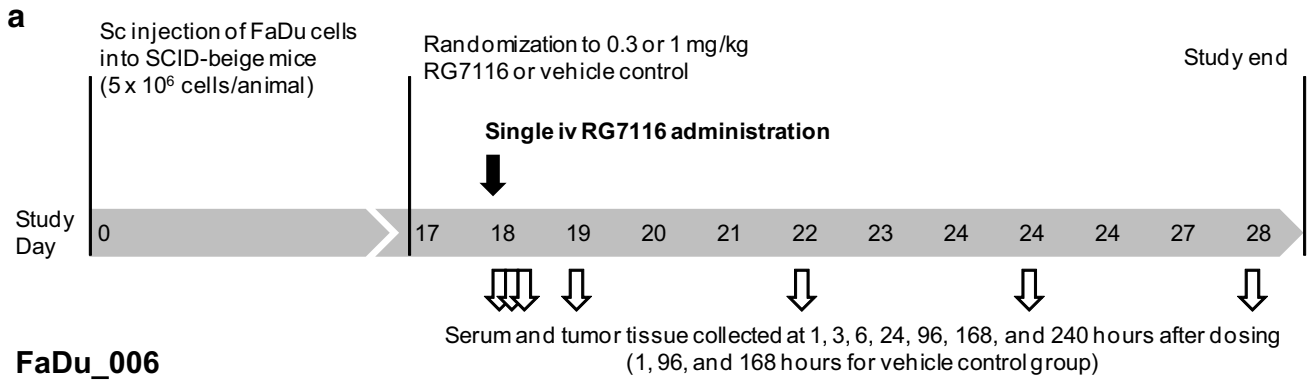 a
Sc injection of FaDu cells
into SCID-beige mice
(5 x 10⁶ cells/animal)
Randomization to 0.3 or 1 mg/kg
RG7116 or vehicle control
Study end
Single iv RG7116 administration
Study
Day
0 17 18 19 20 21 22 23 24 24 24 27 28
Serum and tumor tissue collected at 1, 3, 6, 24, 96, 168, and 240 hours after dosing
(1, 96, and 168 hours for vehicle control group)
FaDu_006